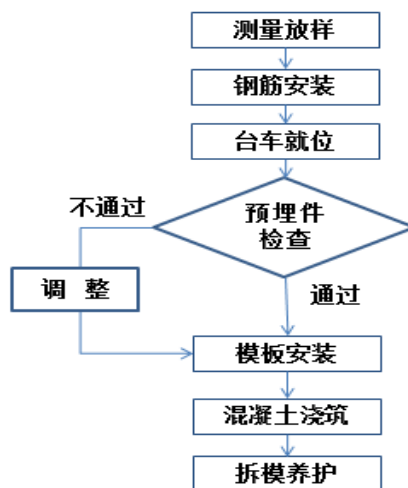 测量放样
钢筋安装
台车就位
不通过
预埋件
检查
调 整
通过
模板安装
混凝土浇筑
拆模养护